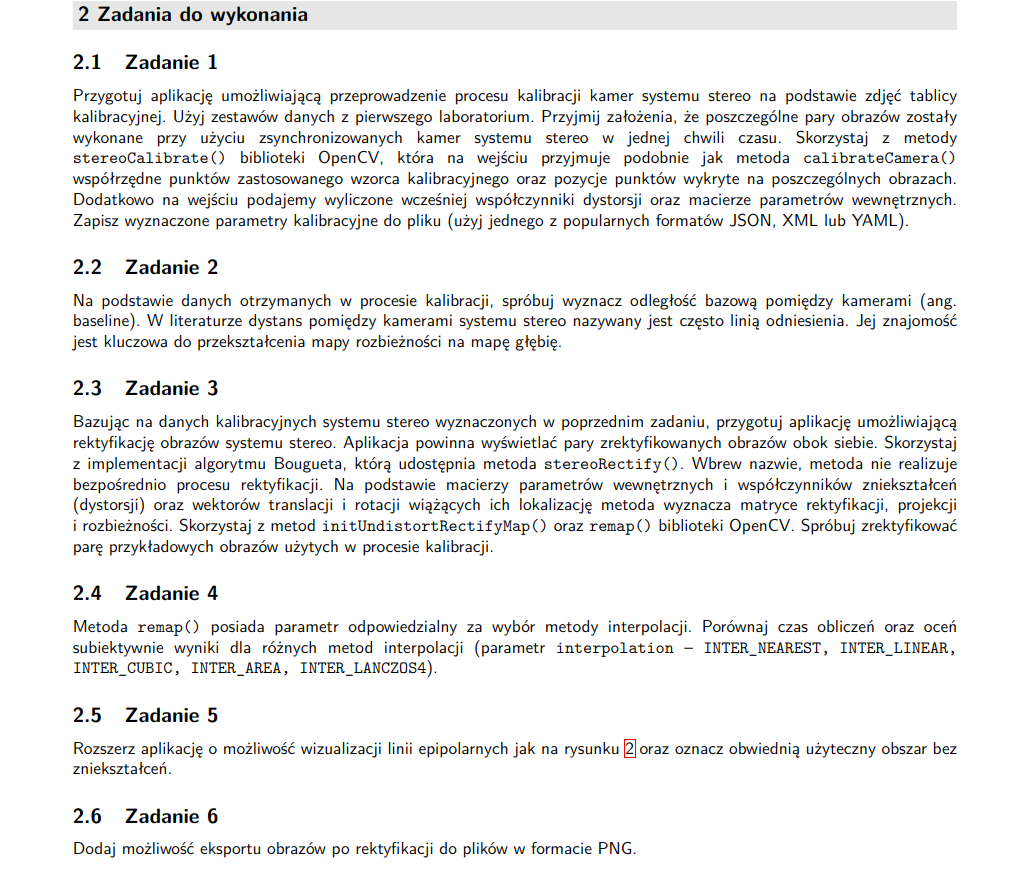 2 Zadania do wykonania
2.1 Zadanie 1
Przygotuj aplikację umożliwiającą przeprowadzenie procesu kalibracji kamer systemu stereo na podstawie zdjęć tablicy
kalibracyjnej. Użyj zestawów danych z pierwszego laboratorium. Przyjmij założenia, że poszczególne pary obrazów zostały
wykonane przy użyciu zsynchronizowanych kamer systemu stereo w jednej chwili czasu. Skorzystaj z metody
stereoCalibrate() biblioteki OpenCV, która na wejściu przyjmuje podobnie jak metoda calibrateCamera()
współrzędne punktów zastosowanego wzorca kalibracyjnego oraz pozycje punktów wykryte na poszczególnych obrazach.
Dodatkowo na wejściu podajemy wyliczone wcześniej współczynniki dystorsji oraz macierze parametrów wewnętrznych.
Zapisz wyznaczone parametry kalibracyjne do pliku (użyj jednego z popularnych formatów JSON, XML lub YAML).
2.2 Zadanie 2
Na podstawie danych otrzymanych w procesie kalibracji, spróbuj wyznacz odległość bazową pomiędzy kamerami (ang.
baseline). W literaturze dystans pomiędzy kamerami systemu stereo nazywany jest często linią odniesienia. Jej znajomość
jest kluczowa do przekształcenia mapy rozbieżności na mapę głębię.
2.3 Zadanie 3
Bazując na danych kalibracyjnych systemu stereo wyznaczonych w poprzednim zadaniu, przygotuj aplikację umożliwiającą
rektyfikację obrazów systemu stereo. Aplikacja powinna wyświetlać pary zrektyfikowanych obrazów obok siebie. Skorzystaj
z implementacji algorytmu Bougueta, którą udostępnia metoda stereoRectify(). Wbrew nazwie, metoda nie realizuje
bezpośrednio procesu rektyfikacji. Na podstawie macierzy parametrów wewnętrznych i współczynników zniekształceń
(dystorsji) oraz wektorów translacji i rotacji wiążących ich lokalizację metoda wyznacza matryce rektyfikacji, projekcji
i rozbieżności. Skorzystaj z metod initUndistortRectifyMap() oraz remap() biblioteki OpenCV. Spróbuj zrektyfikować
parę przykładowych obrazów użytych w procesie kalibracji.
2.4 Zadanie 4
Metoda remap() posiada parametr odpowiedzialny za wybór metody interpolacji. Porównaj czas obliczeń oraz oceń
subiektywnie wyniki dla różnych metod interpolacji (parametr interpolation – INTER_NEAREST, INTER_LINEAR,
INTER_CUBIC, INTER_AREA, INTER_LANCZOS4).
2.5 Zadanie 5
Rozszerz aplikację o możliwość wizualizacji linii epipolarnych jak na rysunku 2 oraz oznacz obwiednią użyteczny obszar bez
zniekształceń.
2.6 Zadanie 6
Dodaj możliwość eksportu obrazów po rektyfikacji do plików w formacie PNG.